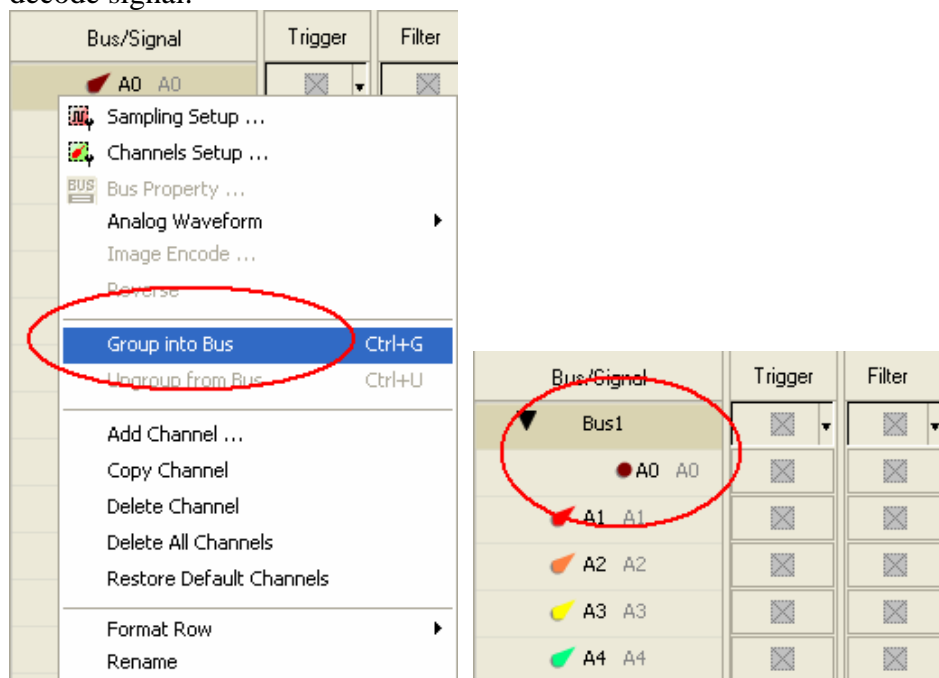 decode signal.
Bus/Signal Trigger Filter
A0 A0
Sampling Setup ...
Channels Setup ...
BUS Bus Property ...
Analog Waveform
Image Encode ...
Reverse
Group into Bus Ctrl+G
Ungroup from Bus Ctrl+U
Add Channel ...
Copy Channel
Delete Channel
Delete All Channels
Restore Default Channels
Format Row
Rename
Bus/Signal Trigger Filter
Bus1
A0 A0
A1 A1
A2 A2
A3 A3
A4 A4